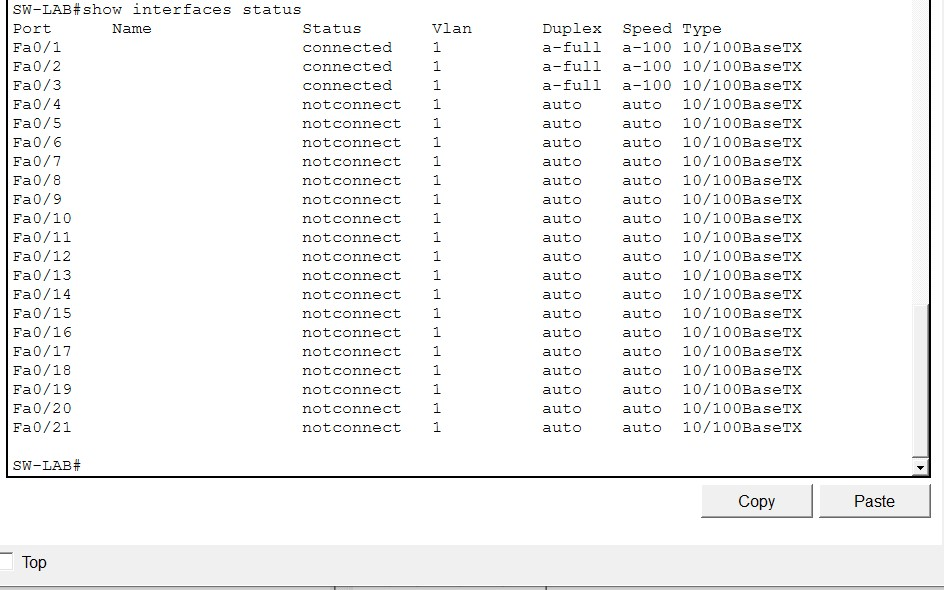 SW-LAB#show interfaces status
Port      Name               Status       Vlan       Duplex  Speed Type
Fa0/1                        connected    1          a-full  a-100 10/100BaseTX
Fa0/2                        connected    1          a-full  a-100 10/100BaseTX
Fa0/3                        connected    1          a-full  a-100 10/100BaseTX
Fa0/4                        notconnect   1          auto    auto  10/100BaseTX
Fa0/5                        notconnect   1          auto    auto  10/100BaseTX
Fa0/6                        notconnect   1          auto    auto  10/100BaseTX
Fa0/7                        notconnect   1          auto    auto  10/100BaseTX
Fa0/8                        notconnect   1          auto    auto  10/100BaseTX
Fa0/9                        notconnect   1          auto    auto  10/100BaseTX
Fa0/10                       notconnect   1          auto    auto  10/100BaseTX
Fa0/11                       notconnect   1          auto    auto  10/100BaseTX
Fa0/12                       notconnect   1          auto    auto  10/100BaseTX
Fa0/13                       notconnect   1          auto    auto  10/100BaseTX
Fa0/14                       notconnect   1          auto    auto  10/100BaseTX
Fa0/15                       notconnect   1          auto    auto  10/100BaseTX
Fa0/16                       notconnect   1          auto    auto  10/100BaseTX
Fa0/17                       notconnect   1          auto    auto  10/100BaseTX
Fa0/18                       notconnect   1          auto    auto  10/100BaseTX
Fa0/19                       notconnect   1          auto    auto  10/100BaseTX
Fa0/20                       notconnect   1          auto    auto  10/100BaseTX
Fa0/21                       notconnect   1          auto    auto  10/100BaseTX
SW-LAB#
Copy Paste
Top